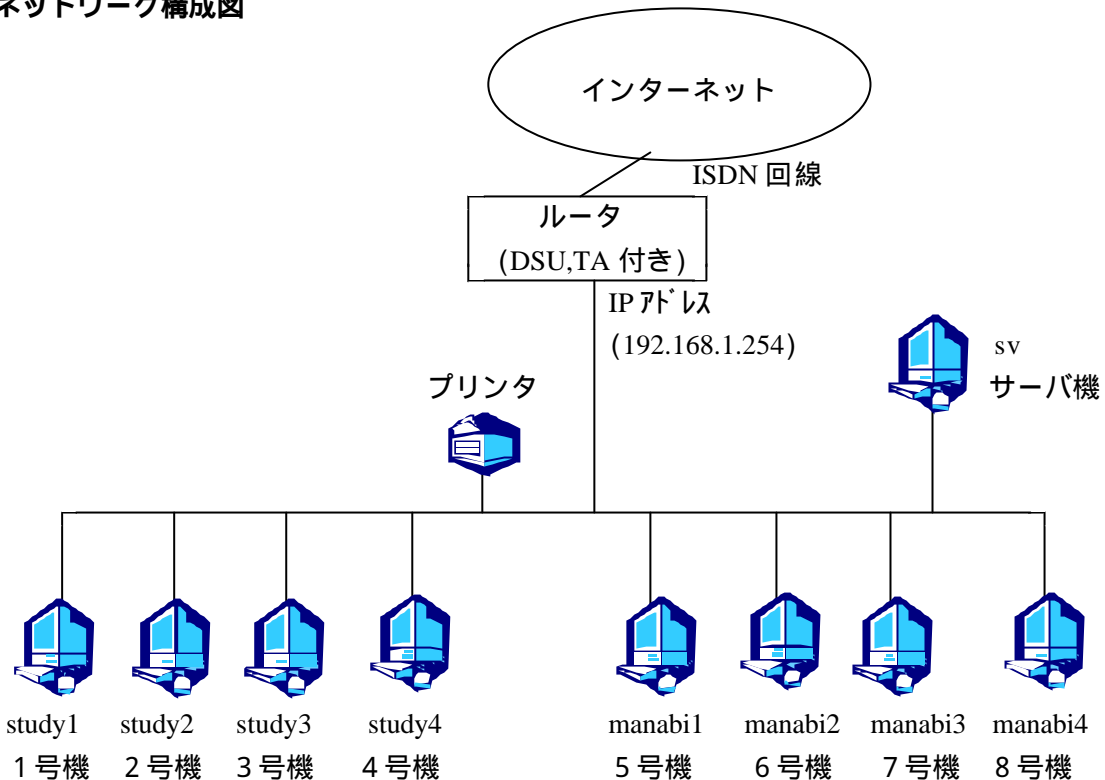 ネットワーク構成図
インターネット
ISDN 回線
ルータ
(DSU,TA 付き)
IP ｱﾄﾞﾚｽ
(192.168.1.254)
sv
サーバ機
プリンタ
study1 study2 study3 study4 manabi1 manabi2 manabi3 manabi4
1号機 2号機 3号機 4号機 5号機 6号機 7号機 8号機